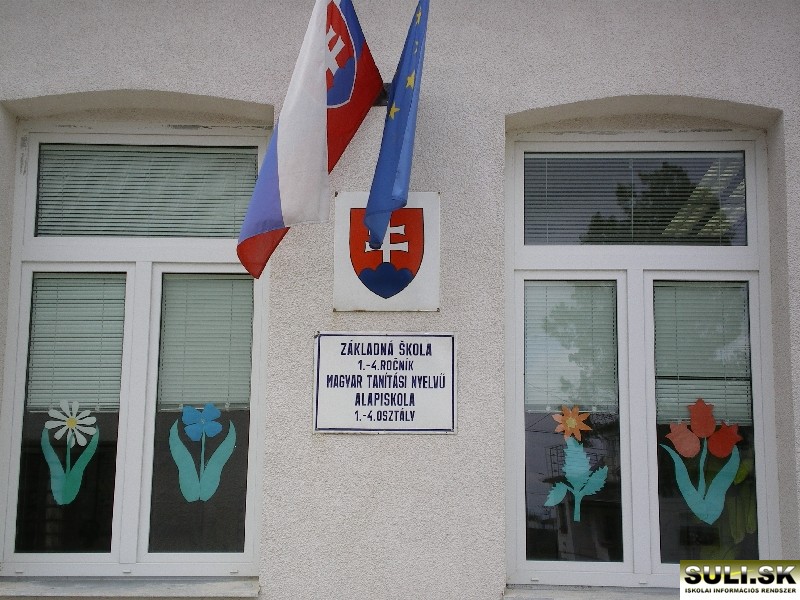 ZÁKLADNÁ ŠKOLA
1.-4. ROČNÍK
MAGYAR TANÍTÁSI NYELVŰ
ALAPISKOLA
1.-4. OSZTÁLY
SULI.SK
ISKOLAI INFORMÁCIÓS RENDSZER